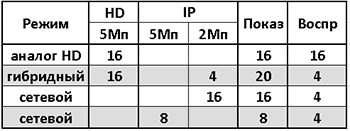 Режим HD IP Показ Воспр
5Мп 5Мп 2Мп
аналог HD 16 16 16
гибридный 16 4 20 4
сетевой 16 16 4
сетевой 8 8 4